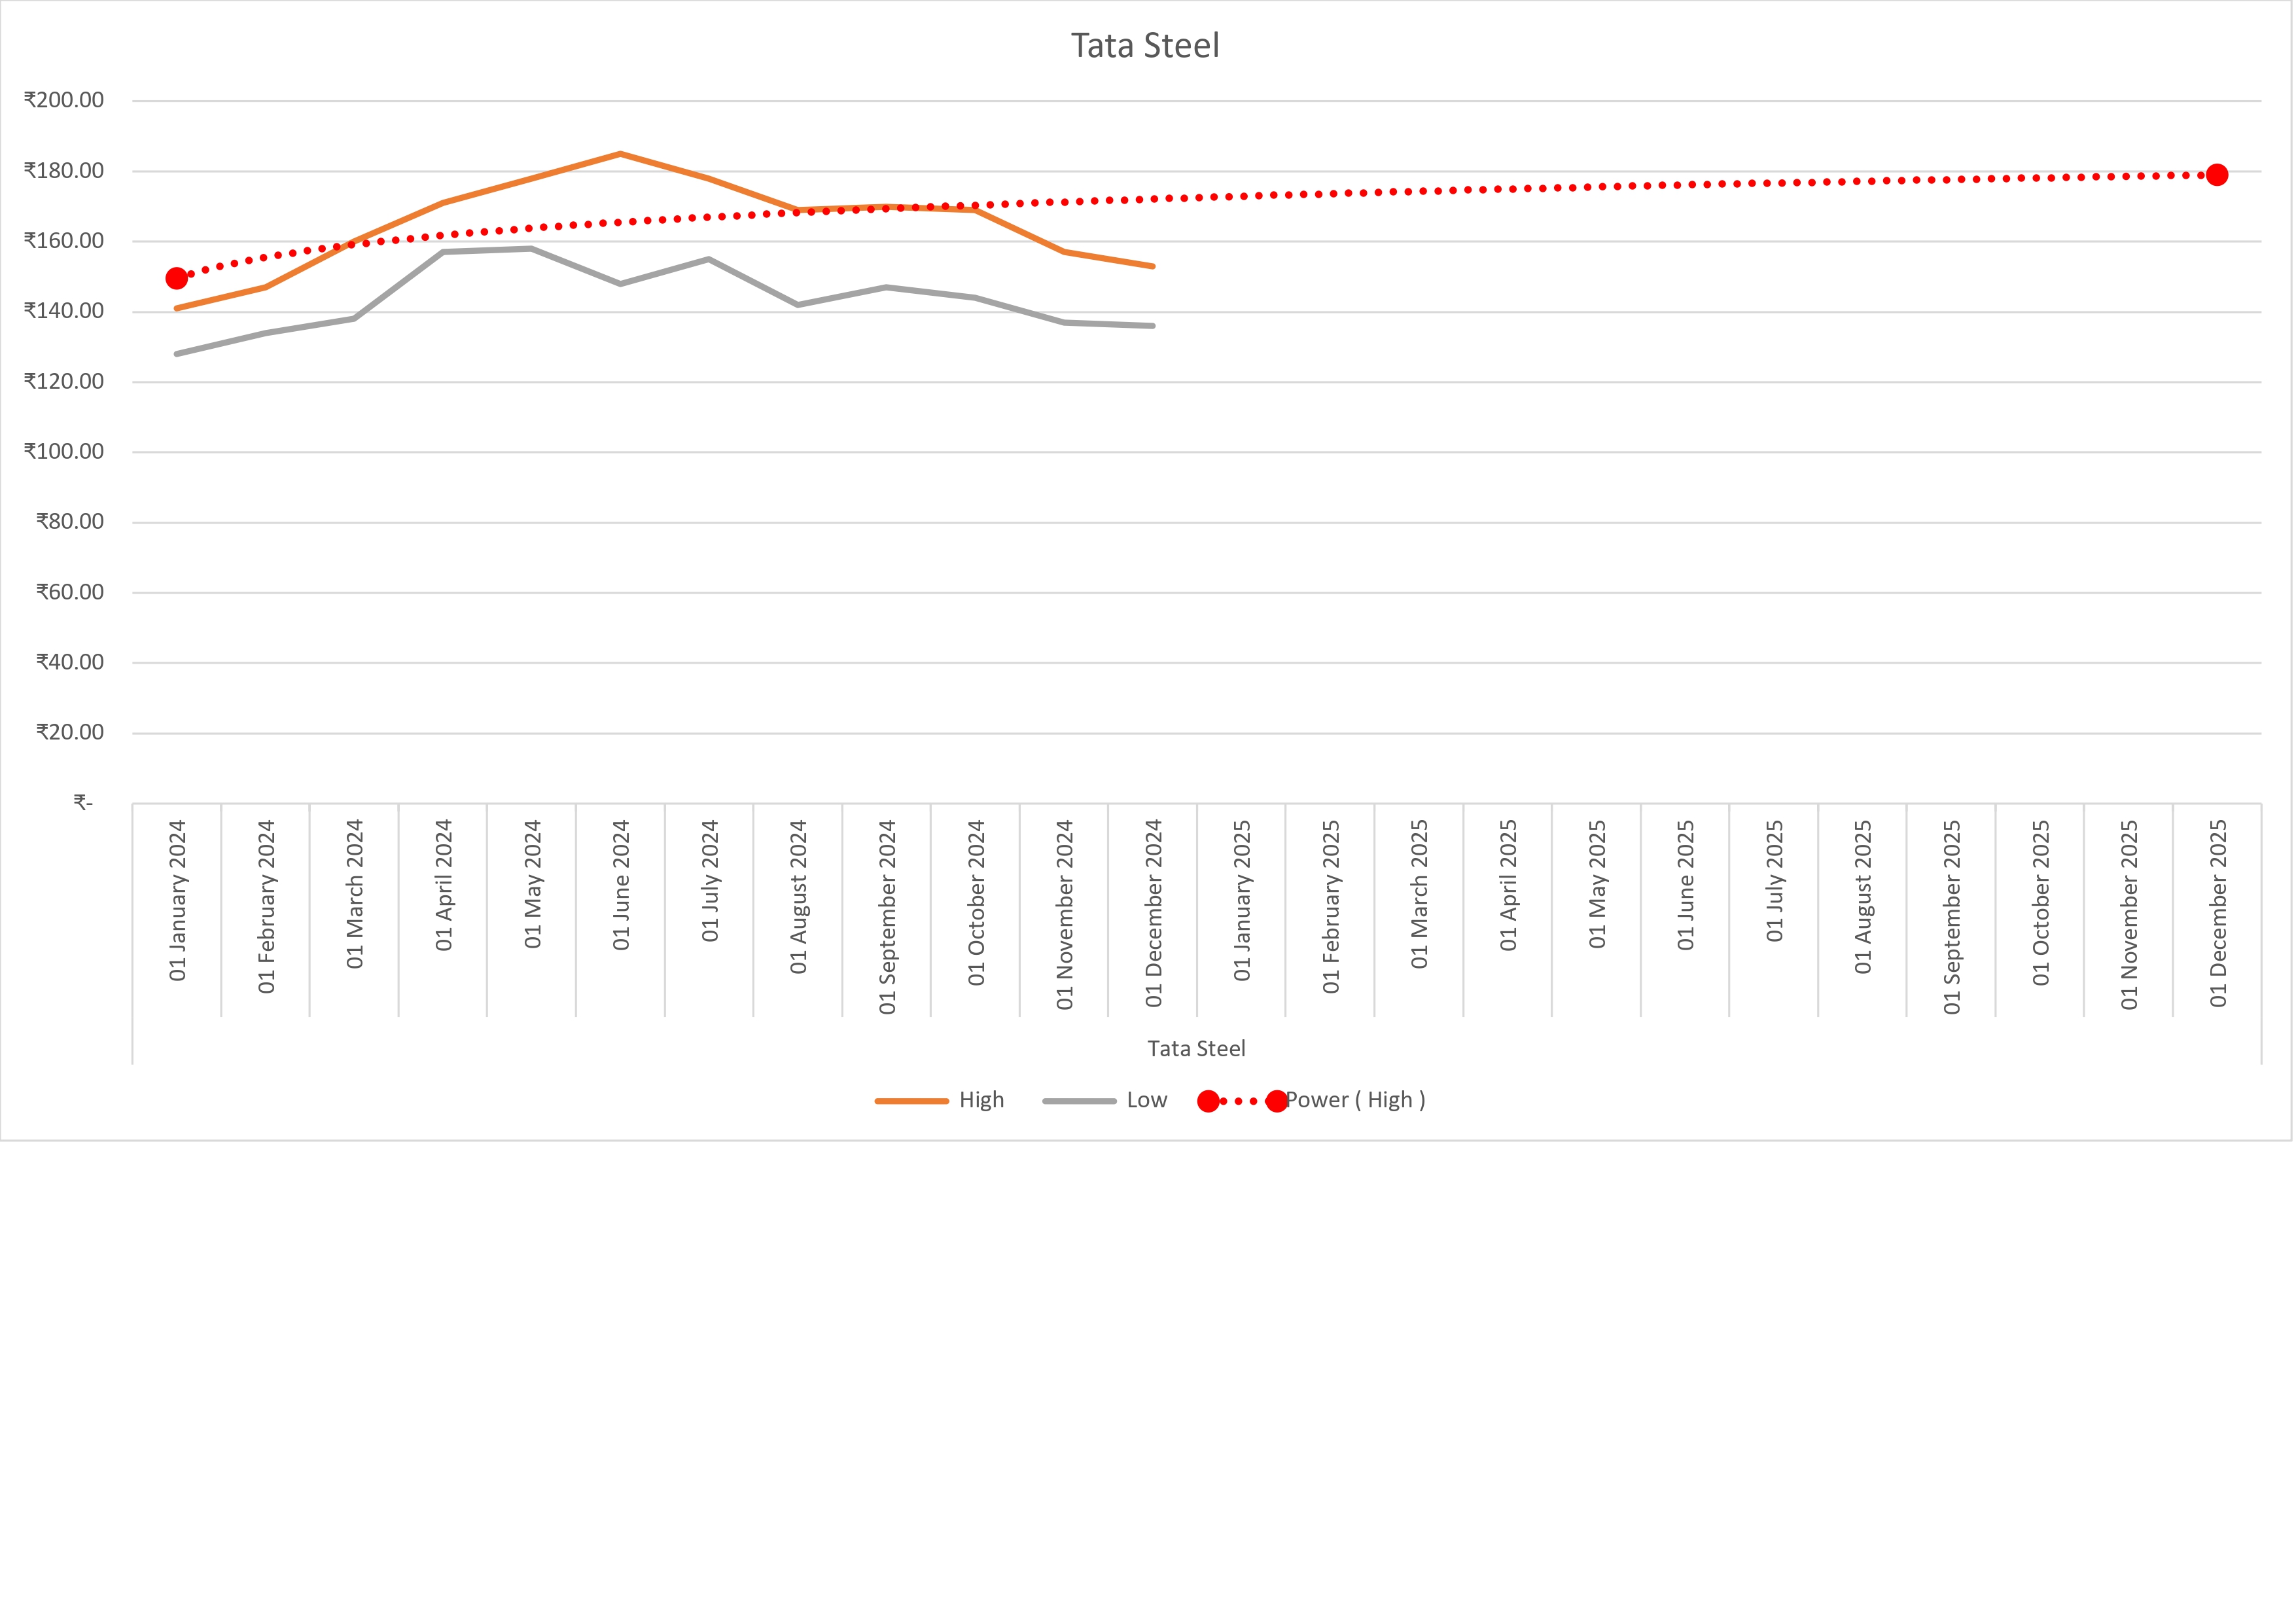 Tata Steel
₹200.00
₹180.00
₹160.00
₹140.00
₹120.00
₹100.00
₹80.00
₹60.00
₹40.00
₹20.00
₹-
01 January 2024
01 February 2024
01 March 2024
01 April 2024
01 May 2024
01 June 2024
01 July 2024
01 August 2024
01 September 2024
01 October 2024
01 November 2024
01 December 2024
01 January 2025
01 February 2025
01 March 2025
01 April 2025
01 May 2025
01 June 2025
01 July 2025
01 August 2025
01 September 2025
01 October 2025
01 November 2025
01 December 2025
Tata Steel
High Low Power ( High )